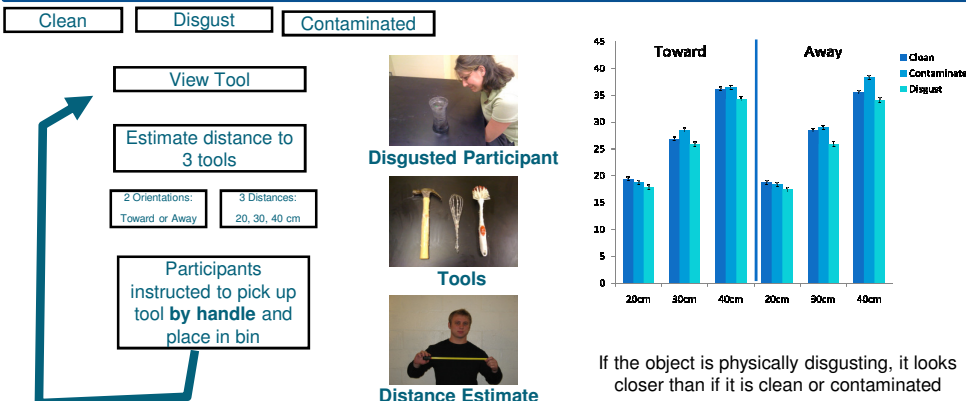 Clean
Disgust
Contaminated
View Tool
Estimate distance to
3 tools
2 Orientations:
Toward or Away
3 Distances:
20, 30, 40 cm
Participants
instructed to pick up
tool by handle and
place in bin
Disgusted Participant
Tools
Distance Estimate
45
40
35
30
25
20
15
10
5
0
Toward
Away
20cm
30cm
40cm
20cm
30cm
40cm
Clean
Contaminate
Disgust
If the object is physically disgusting, it looks
closer than if it is clean or contaminated